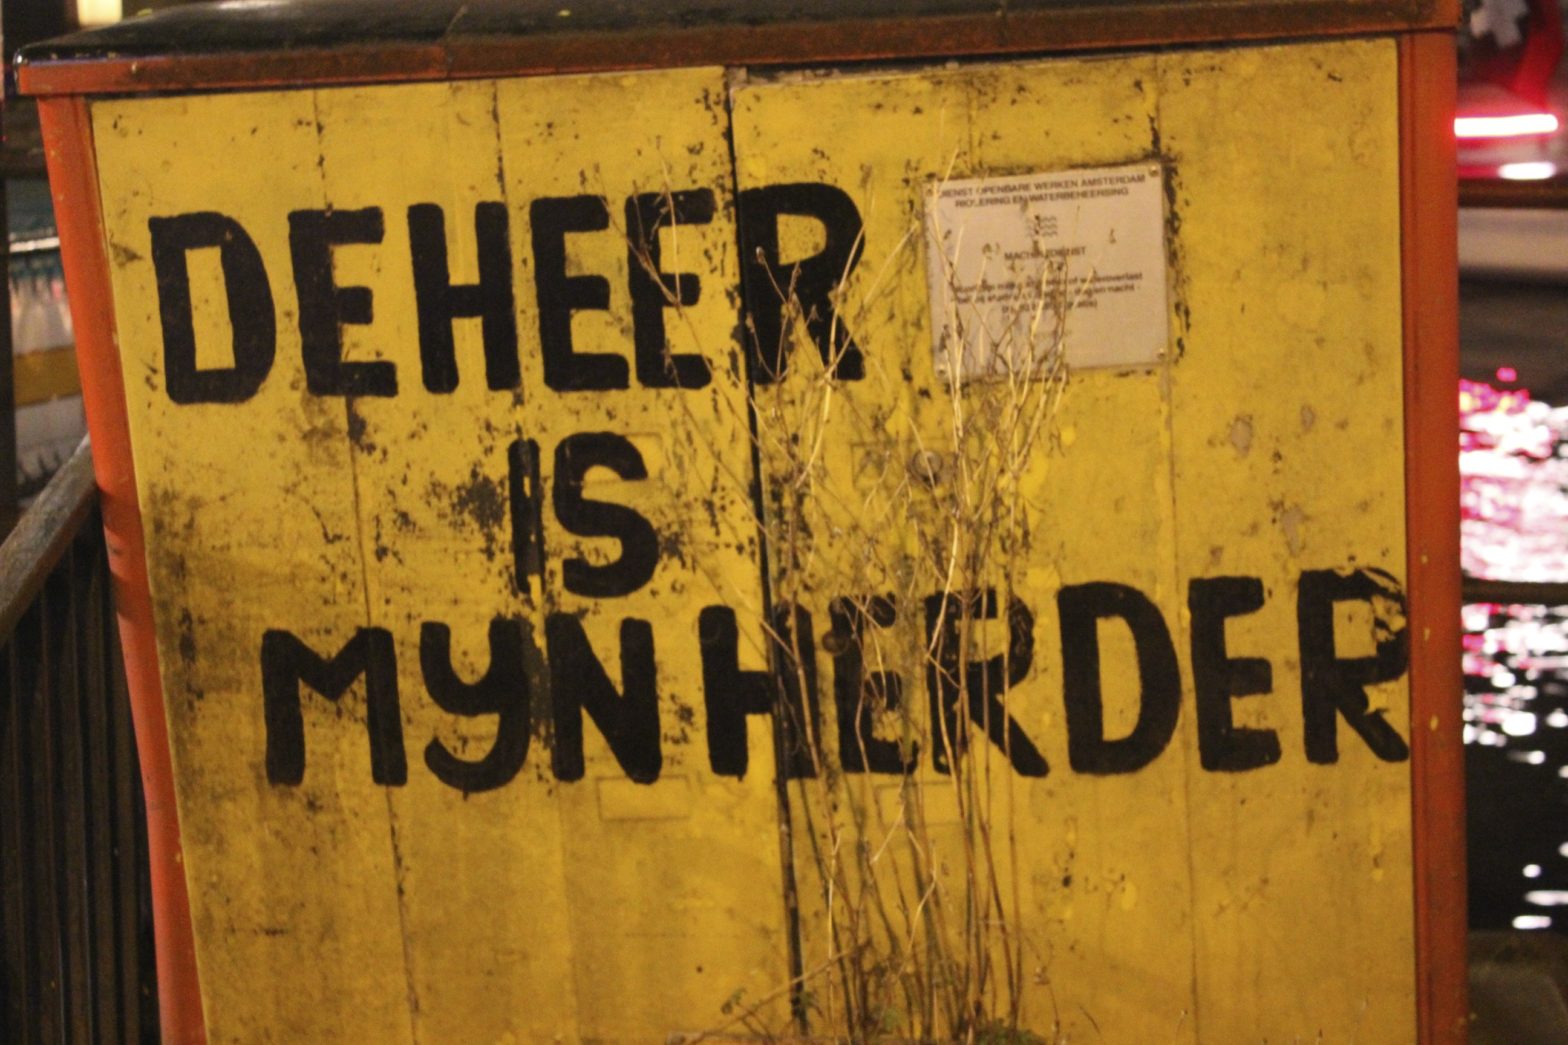 DEHEER
IS
MYNHERDER
DIENST OPENBARE WERKEN AMSTERDAM